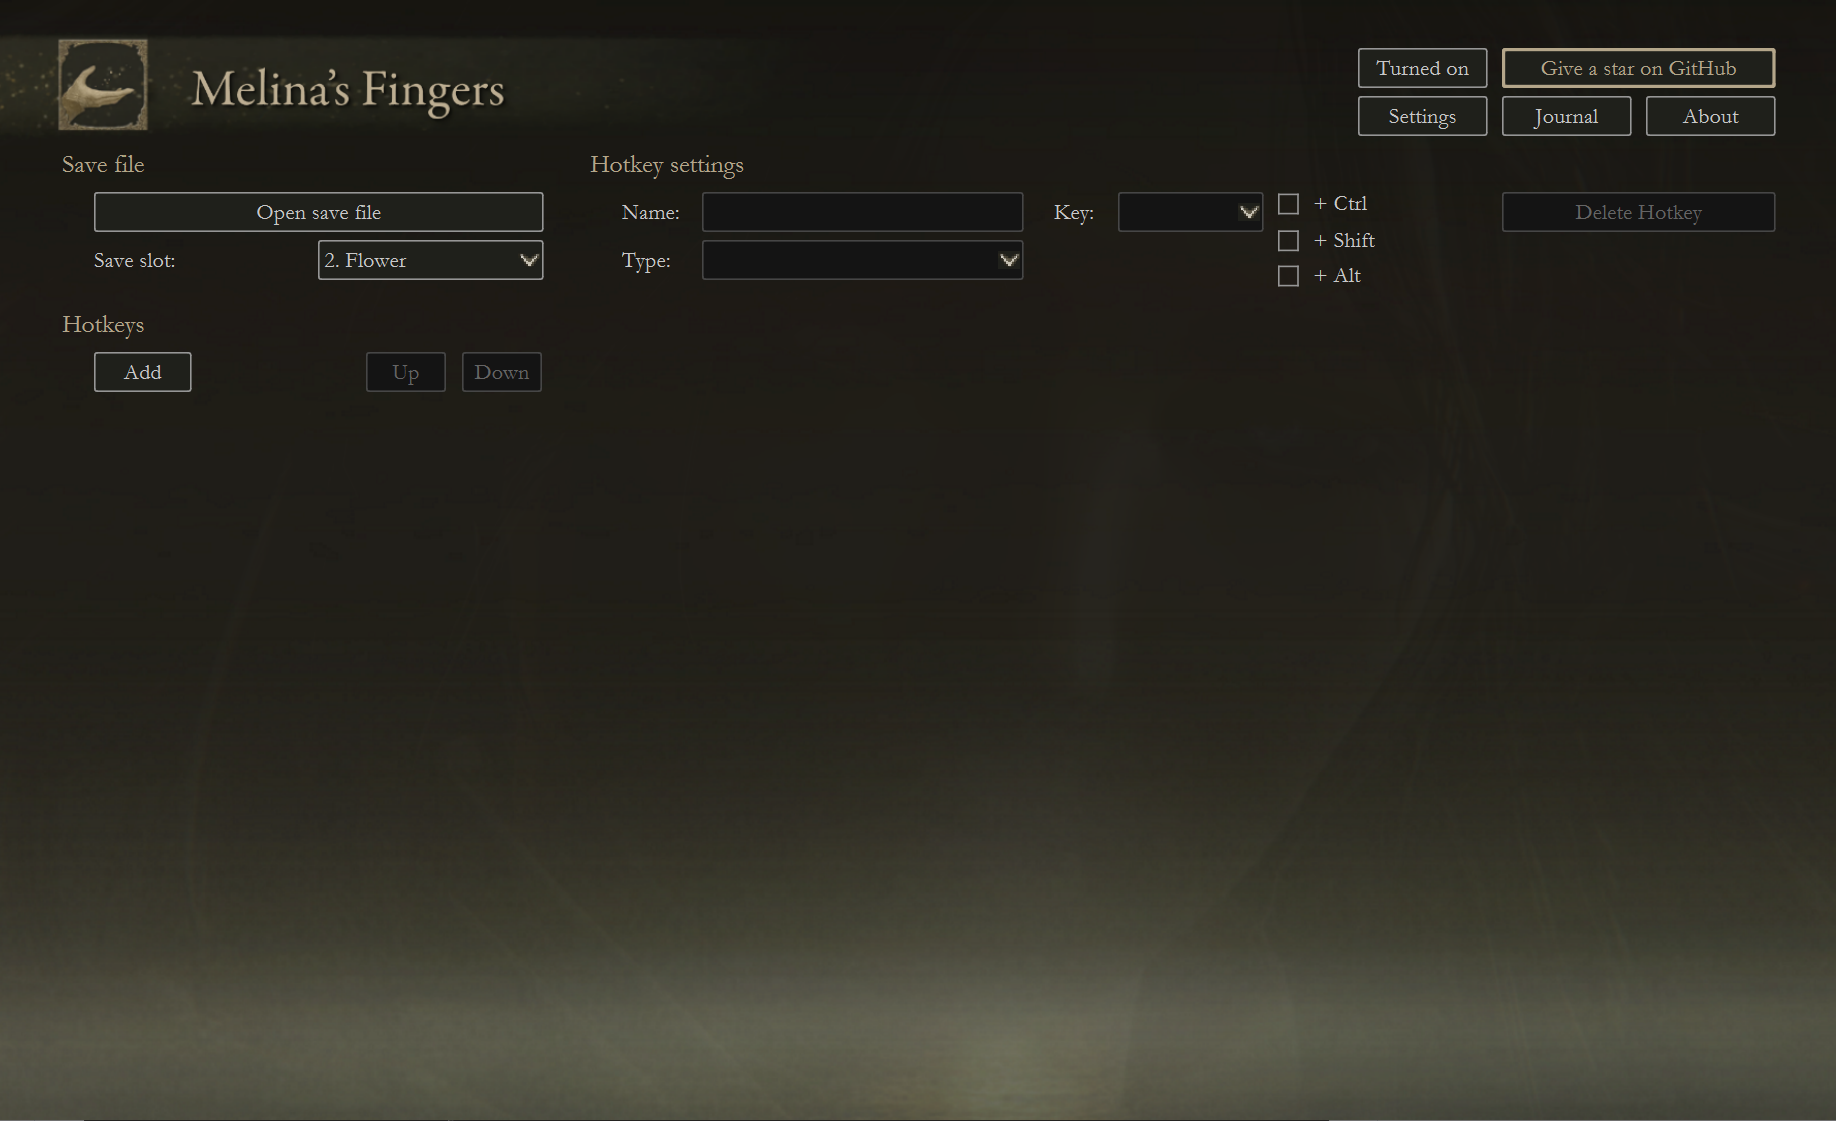 Melina's Fingers
Turned on
Give a star on GitHub
Settings
Journal
About
Save file
Open save file
Save slot:
2. Flower
Hotkey settings
Name:
Key:
+ Ctrl
+ Shift
+ Alt
Delete Hotkey
Type:
Hotkeys
Add
Up
Down